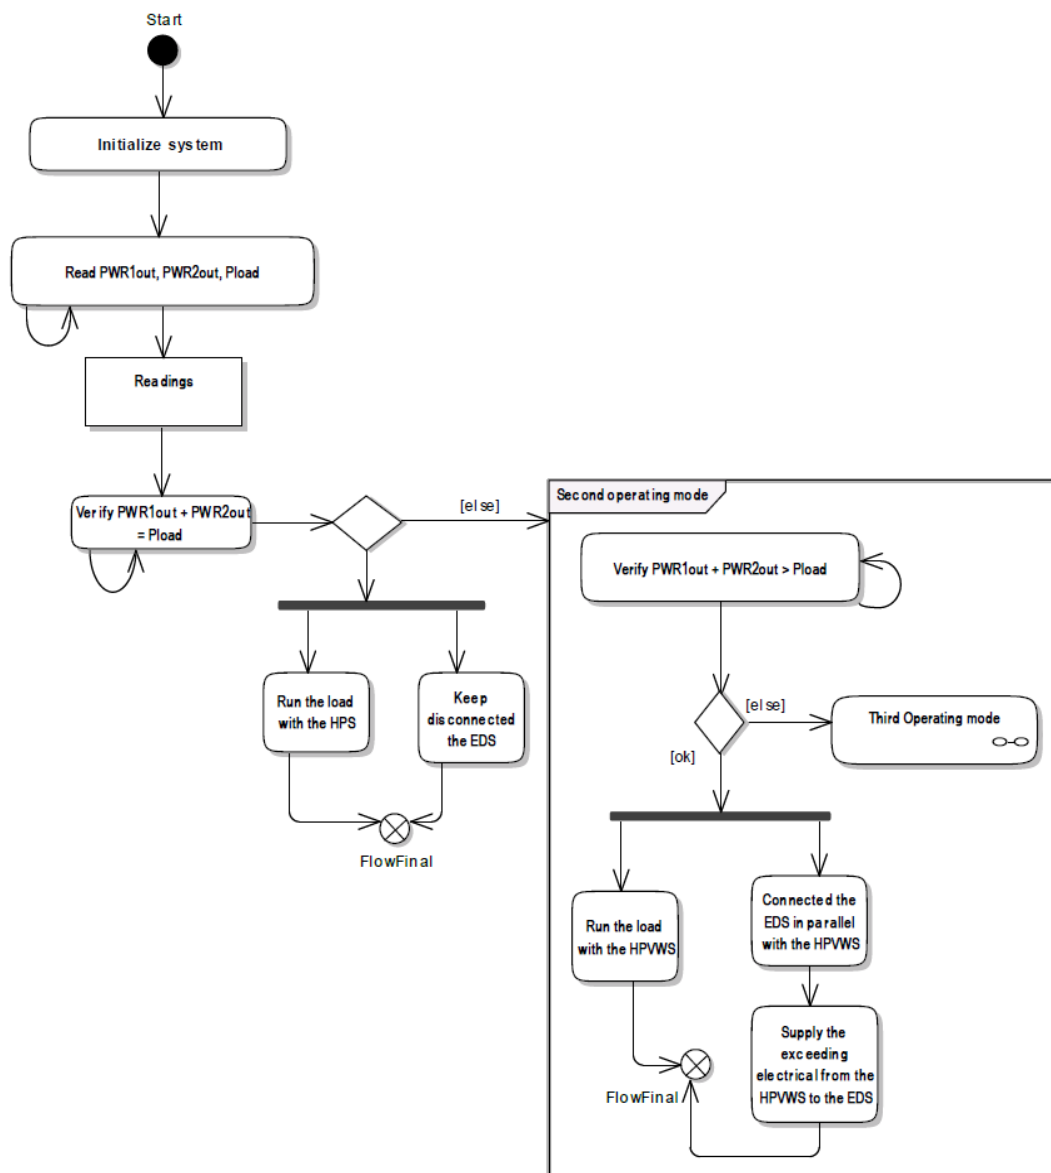 Start
Initialize system
Read PWR1out, PWR2out, Pload
Readings
Verify PWR1out + PWR2out
= Pload
[else]
Run the load
with the HPS
Keep
disconnected
the EDS
FlowFinal
Second operating mode
Verify PWR1out + PWR2out > Pload
[else]
Third Operating mode
[ok]
Run the load
with the HPVWS
Connected the
EDS in parallel
with the HPVWS
Supply the
exceeding
electrical from the
HPVWS to the EDS
FlowFinal